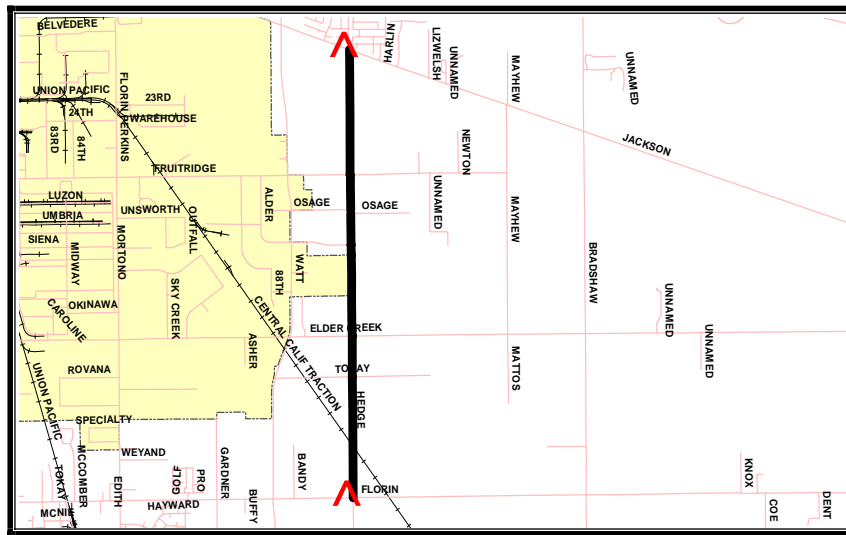 BELVEDERE
HARLIN
LIZWELSH
UNNAMED
MAYHEW
UNNAMED
UNION PACIFIC
FLORIN PERKINS
23RD
24TH
WAREHOUSE
83RD
84TH
JACKSON
NEWTON
FRUITRIDGE
UNNAMED
LUZON
ALDER
OSAGE
OSAGE
MAYHEW
UMBRIA
UNSWORTH
OUTFALL
SIENA
MIDWAY
MORTONO
WATT
BRADSHAW
88TH
SKY CREEK
OKINAWA
CAROLINE
CENTRAL CALIF TRACTION
UNNAMED
ELDER CREEK
ASHER
UNNAMED
MATTOS
ROVANA
TOKAY
UNION PACIFIC
HEDGE
SPECIALTY
WEYAND
MCCOMBER
GARDNER
BANDY
KNOX
TOKAY
EDITH
GOLF
PRO
BUFFY
FLORIN
HAYWARD
MCNIE
COE
DENT